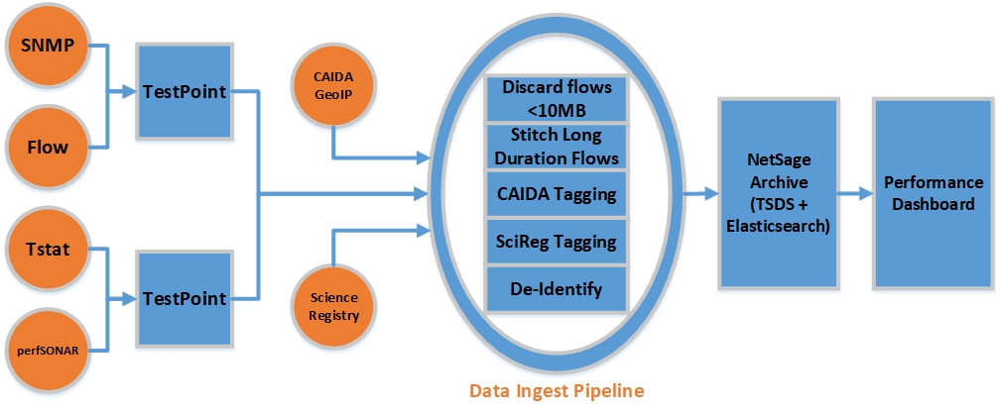 SNMP
Flow
TestPoint
Tstat
perfSONAR
TestPoint
CAIDA
GeoIP
Science
Registry
Discard flows
<10MB
Stitch Long
Duration Flows
CAIDA Tagging
SciReg Tagging
De-Identify
Data Ingest Pipeline
NetSage
Archive
(TSDS +
Elasticsearch)
Performance
Dashboard